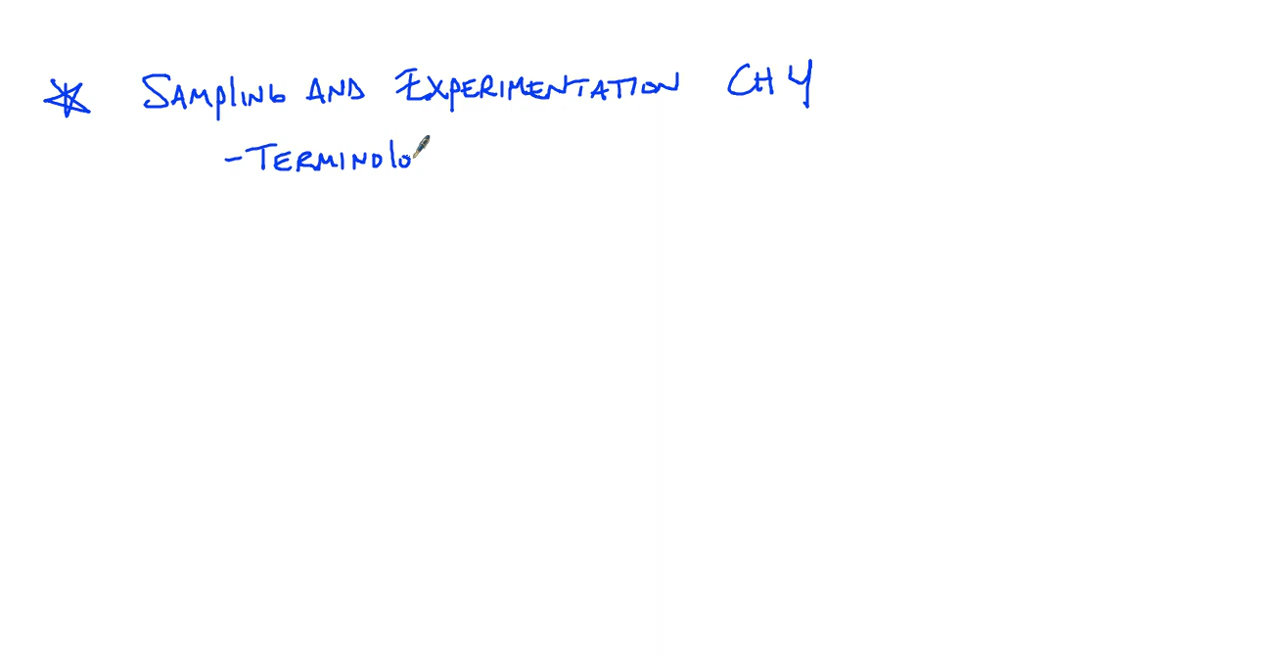 * SAMPLING AND EXPERIMENTATION CH 4
- TERMINOLO